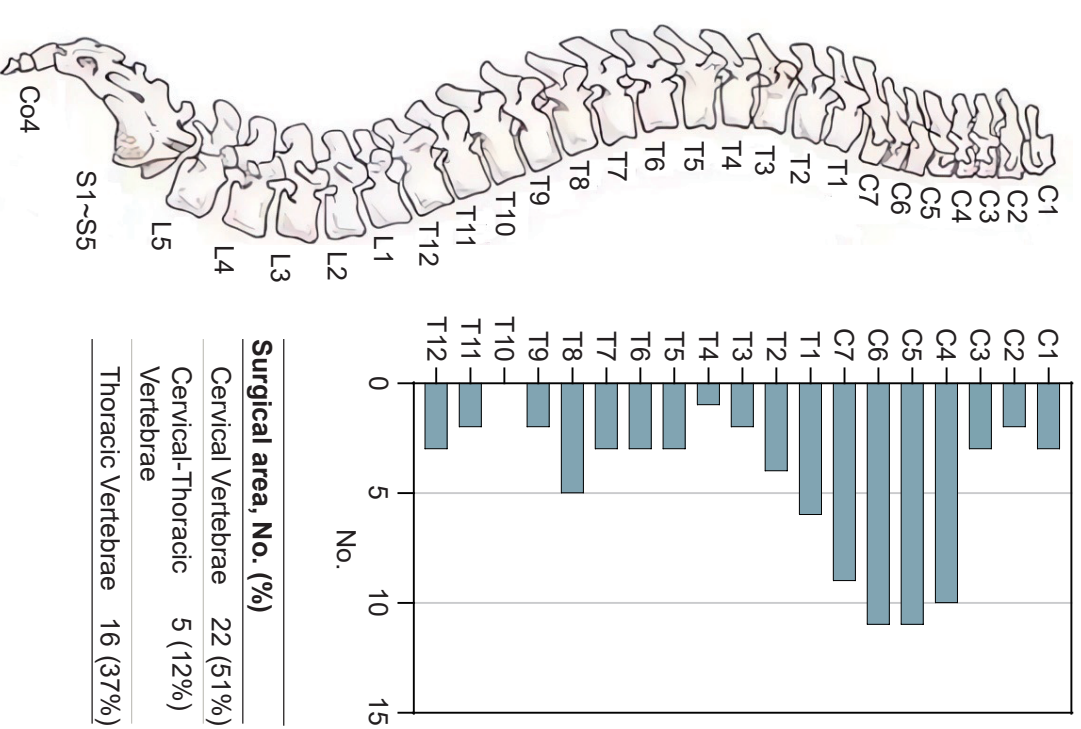 C1
C2
C3
C4
C5
C6
C7
T1
T2
T3
T4
T5
T6
T7
T8
T9
T10
T11
T12
L1
L2
L3
L4
L5
S1~S5
Co4
C1
C2
C3
C4
C5
C6
C7
T1
T2
T3
T4
T5
T6
T7
T8
T9
T10
T11
T12
0
5
10
15
No.
Surgical area, No. (%)
Cervical Vertebrae 22 (51%)
Cervical-Thoracic 5 (12%)
Vertebrae
Thoracic Vertebrae 16 (37%)